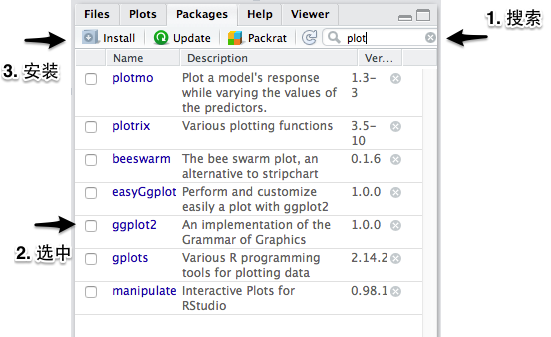 Files Plots Packages Help Viewer
1. 搜索
Install Update Packrat plot
3. 安装
Name Description Ver...
plotmo Plot a model's response 1.3-
while varying the values of 3
the predictors.
plotrix Various plotting functions 3.5-
10
beeswarm The bee swarm plot, an 0.1.6
alternative to stripchart
easyGgplot Perform and customize 1.0.0
easily a plot with ggplot2
ggplot2 An implementation of the 1.0.0
Grammar of Graphics
2. 选中
gplots Various R programming 2.14.2
tools for plotting data
manipulate Interactive Plots for 0.98.1
RStudio